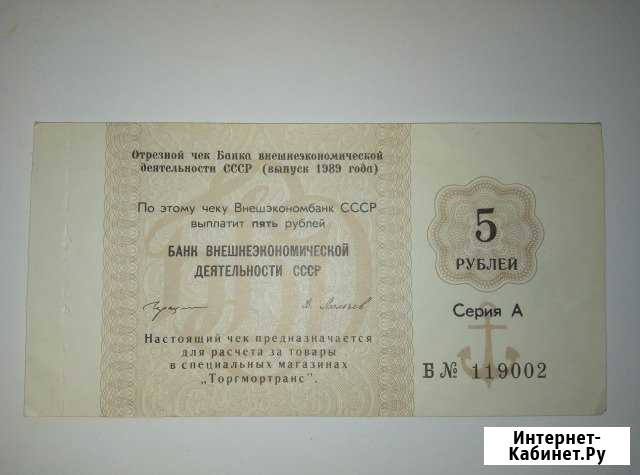 Отрезной чек Банка внешнеэкономической
деятельности СССР (выпуск 1989 года)
По этому чеку Внешэкономбанк СССР
выплатит пять рублей
БАНК ВНЕШНЕЭКОНОМИЧЕСКОЙ
ДЕЯТЕЛЬНОСТИ СССР
Настоящий чек предназначается
для расчета за товары
в специальных магазинах
„Торгмортранс".
5
РУБЛЕЙ
Серия А
Б № 119002
Интернет-
Кабинет.Ру